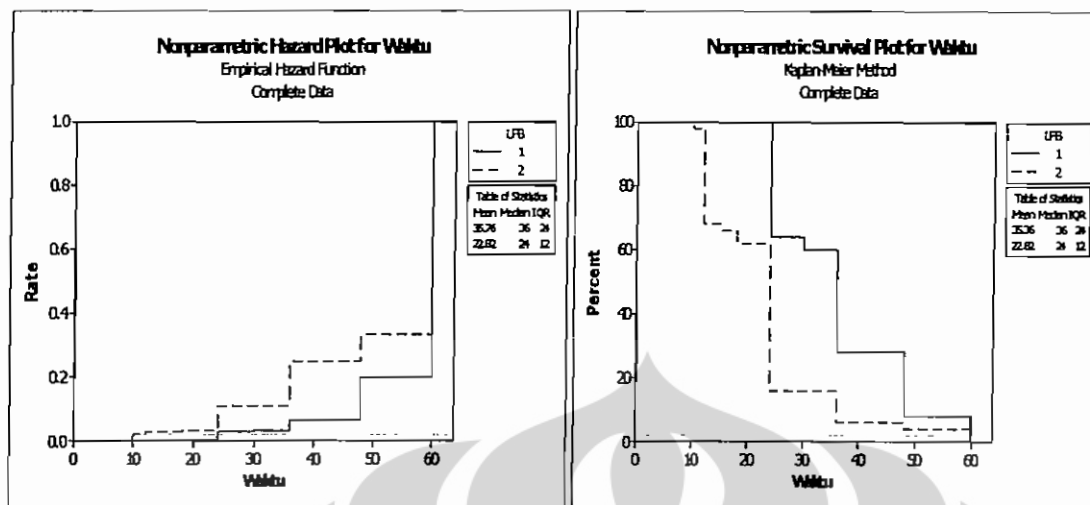 Nonparametric Hazard Plot for Waktu
Empirical Hazard Function
Complete Data
1.0
0.8
0.6
0.4
0.2
0.0
Rate
0 10 20 30 40 50 60
Waktu
1
2
Table of Statistics
Mean Median IQR
35.76 36 24
22.82 24 12
Nonparametric Survival Plot for Waktu
Kaplan-Meier Method
Complete Data
100
80
60
40
20
0
Percent
0 10 20 30 40 50 60
Waktu
1
2
Table of Statistics
Mean Median IQR
35.76 36 24
22.82 24 12